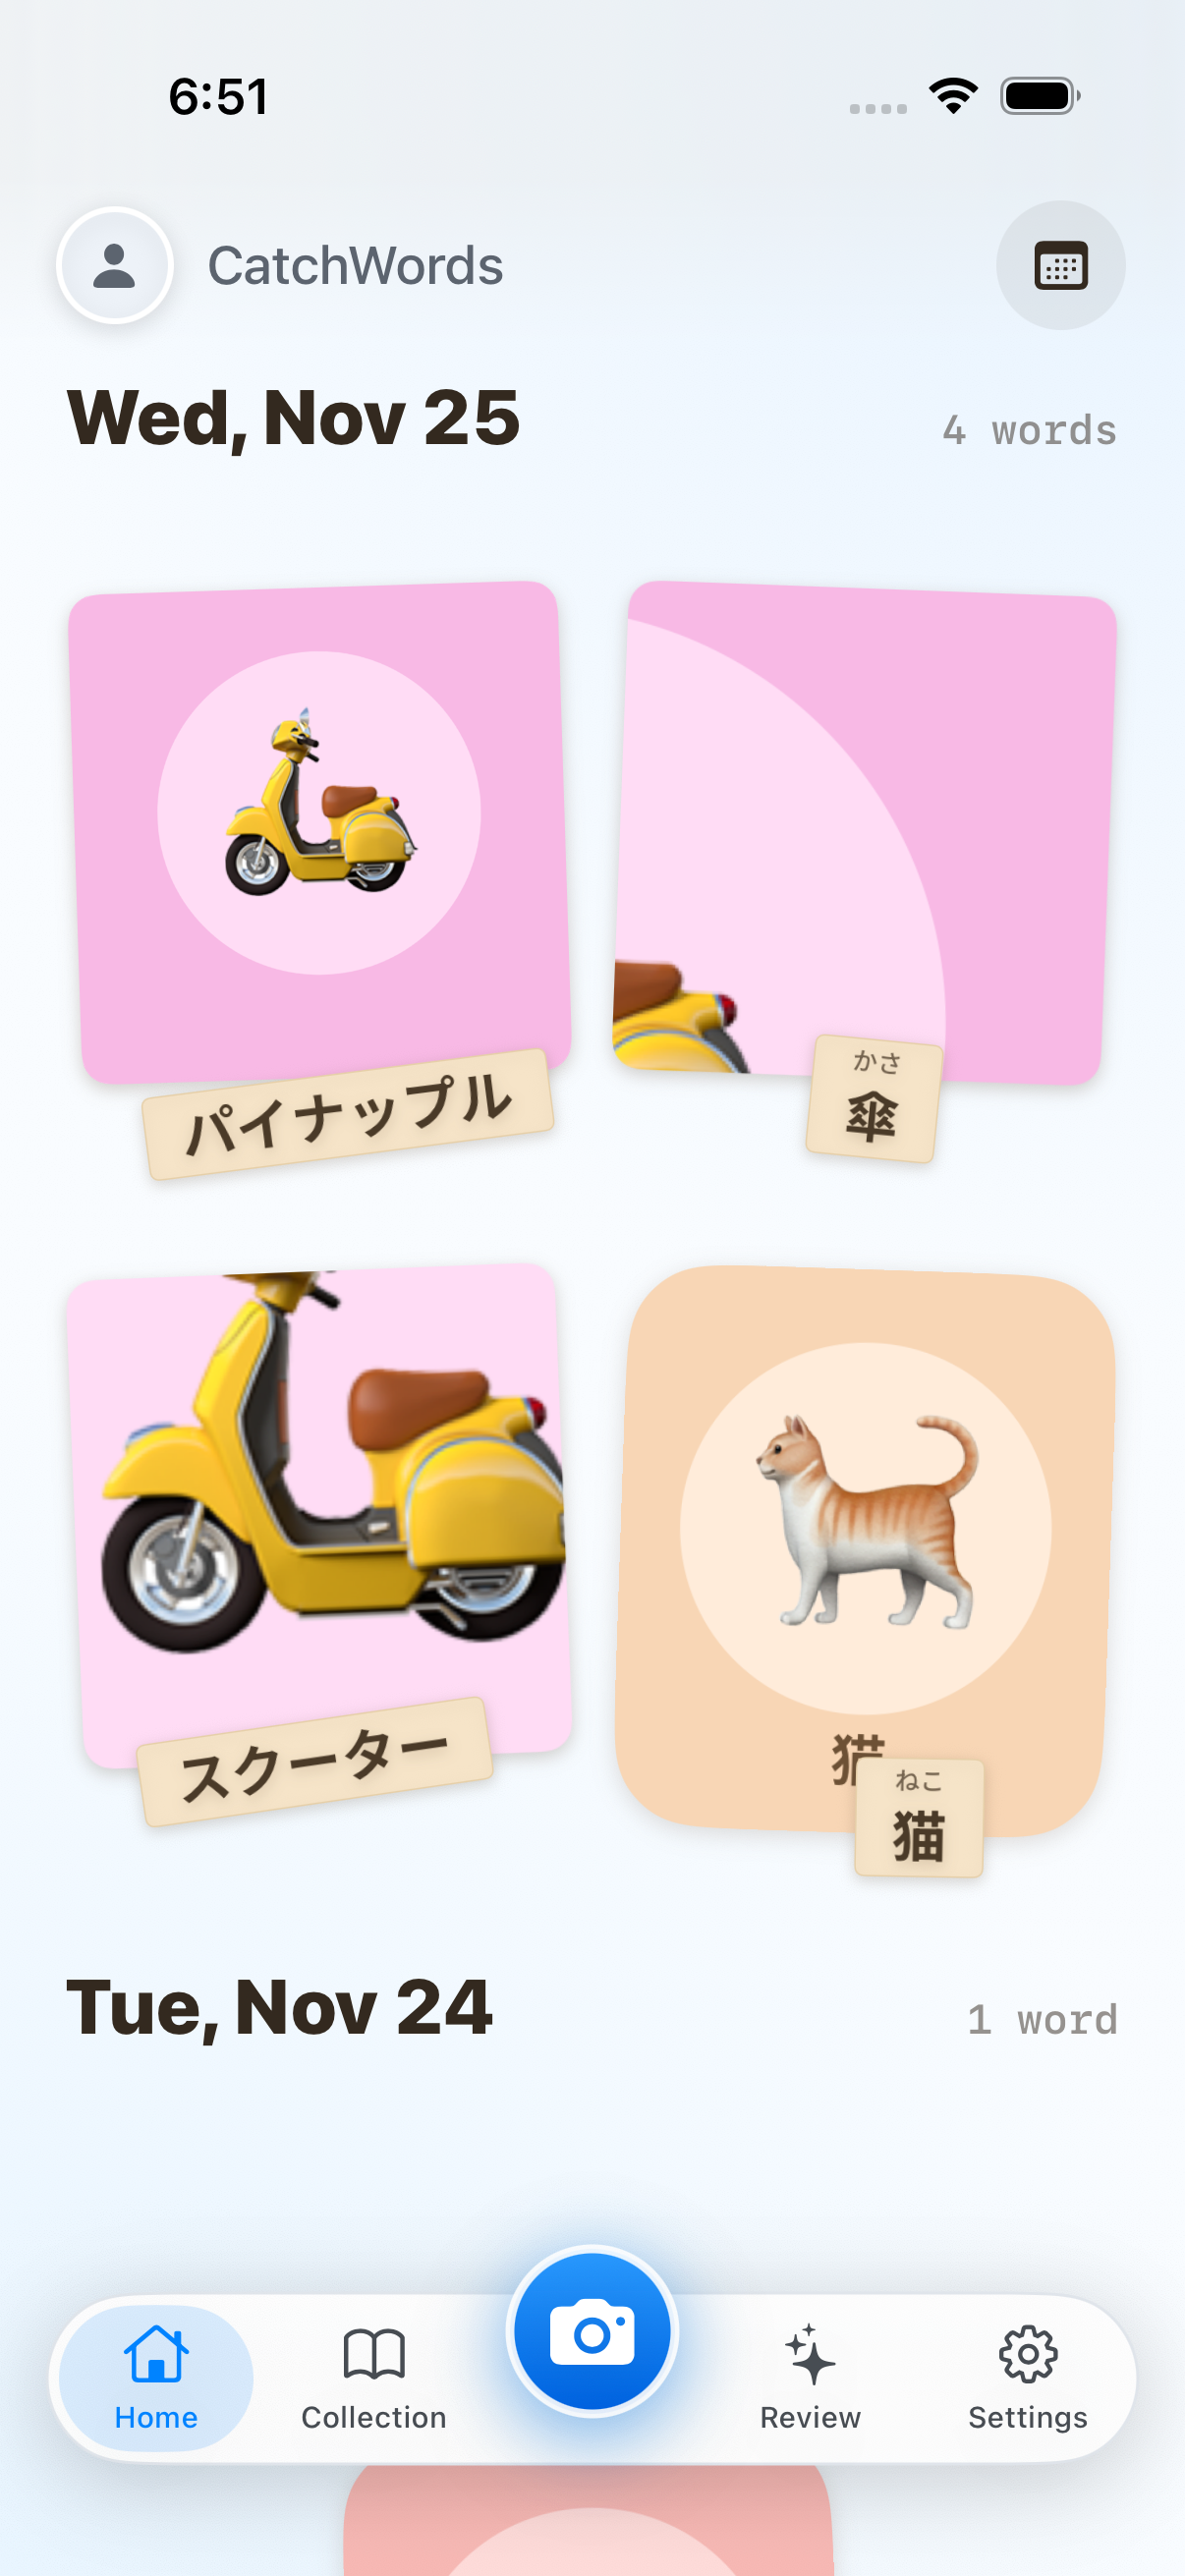 6:51
CatchWords
Wed, Nov 25
4 words
パイナップル
かさ
傘
スクーター
猫
ねこ
猫
Tue, Nov 24
1 word
Home
Collection
Review
Settings